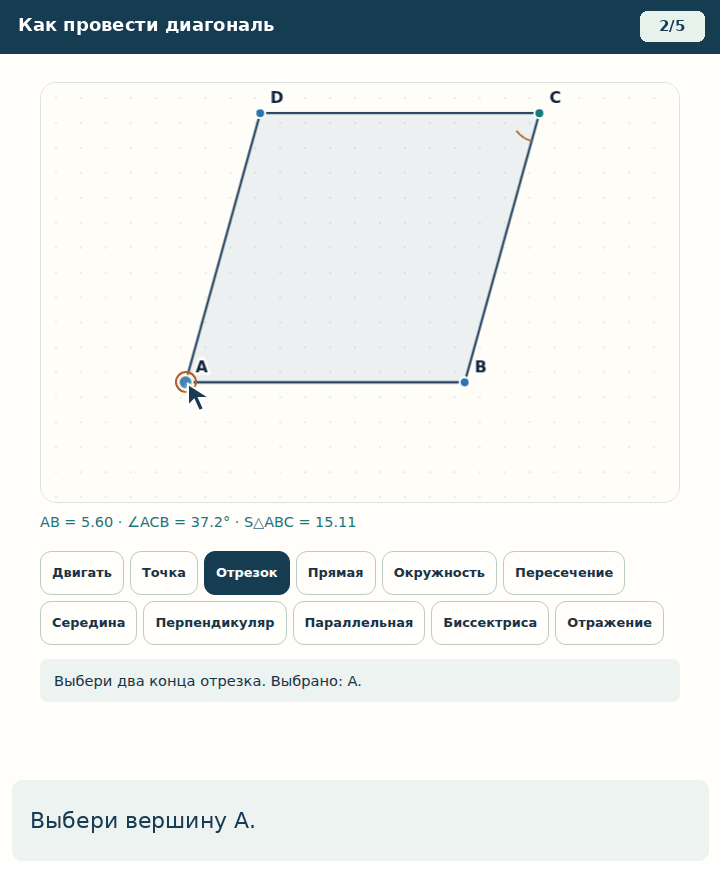 Как провести диагональ
2/5
D
C
A
B
AB = 5.60 · ∠ACB = 37.2° · S△ABC = 15.11
Двигать Точка Отрезок Прямая Окружность Пересечение
Середина Перпендикуляр Параллельная Биссектриса Отражение
Выбери два конца отрезка. Выбрано: A.
Выбери вершину A.